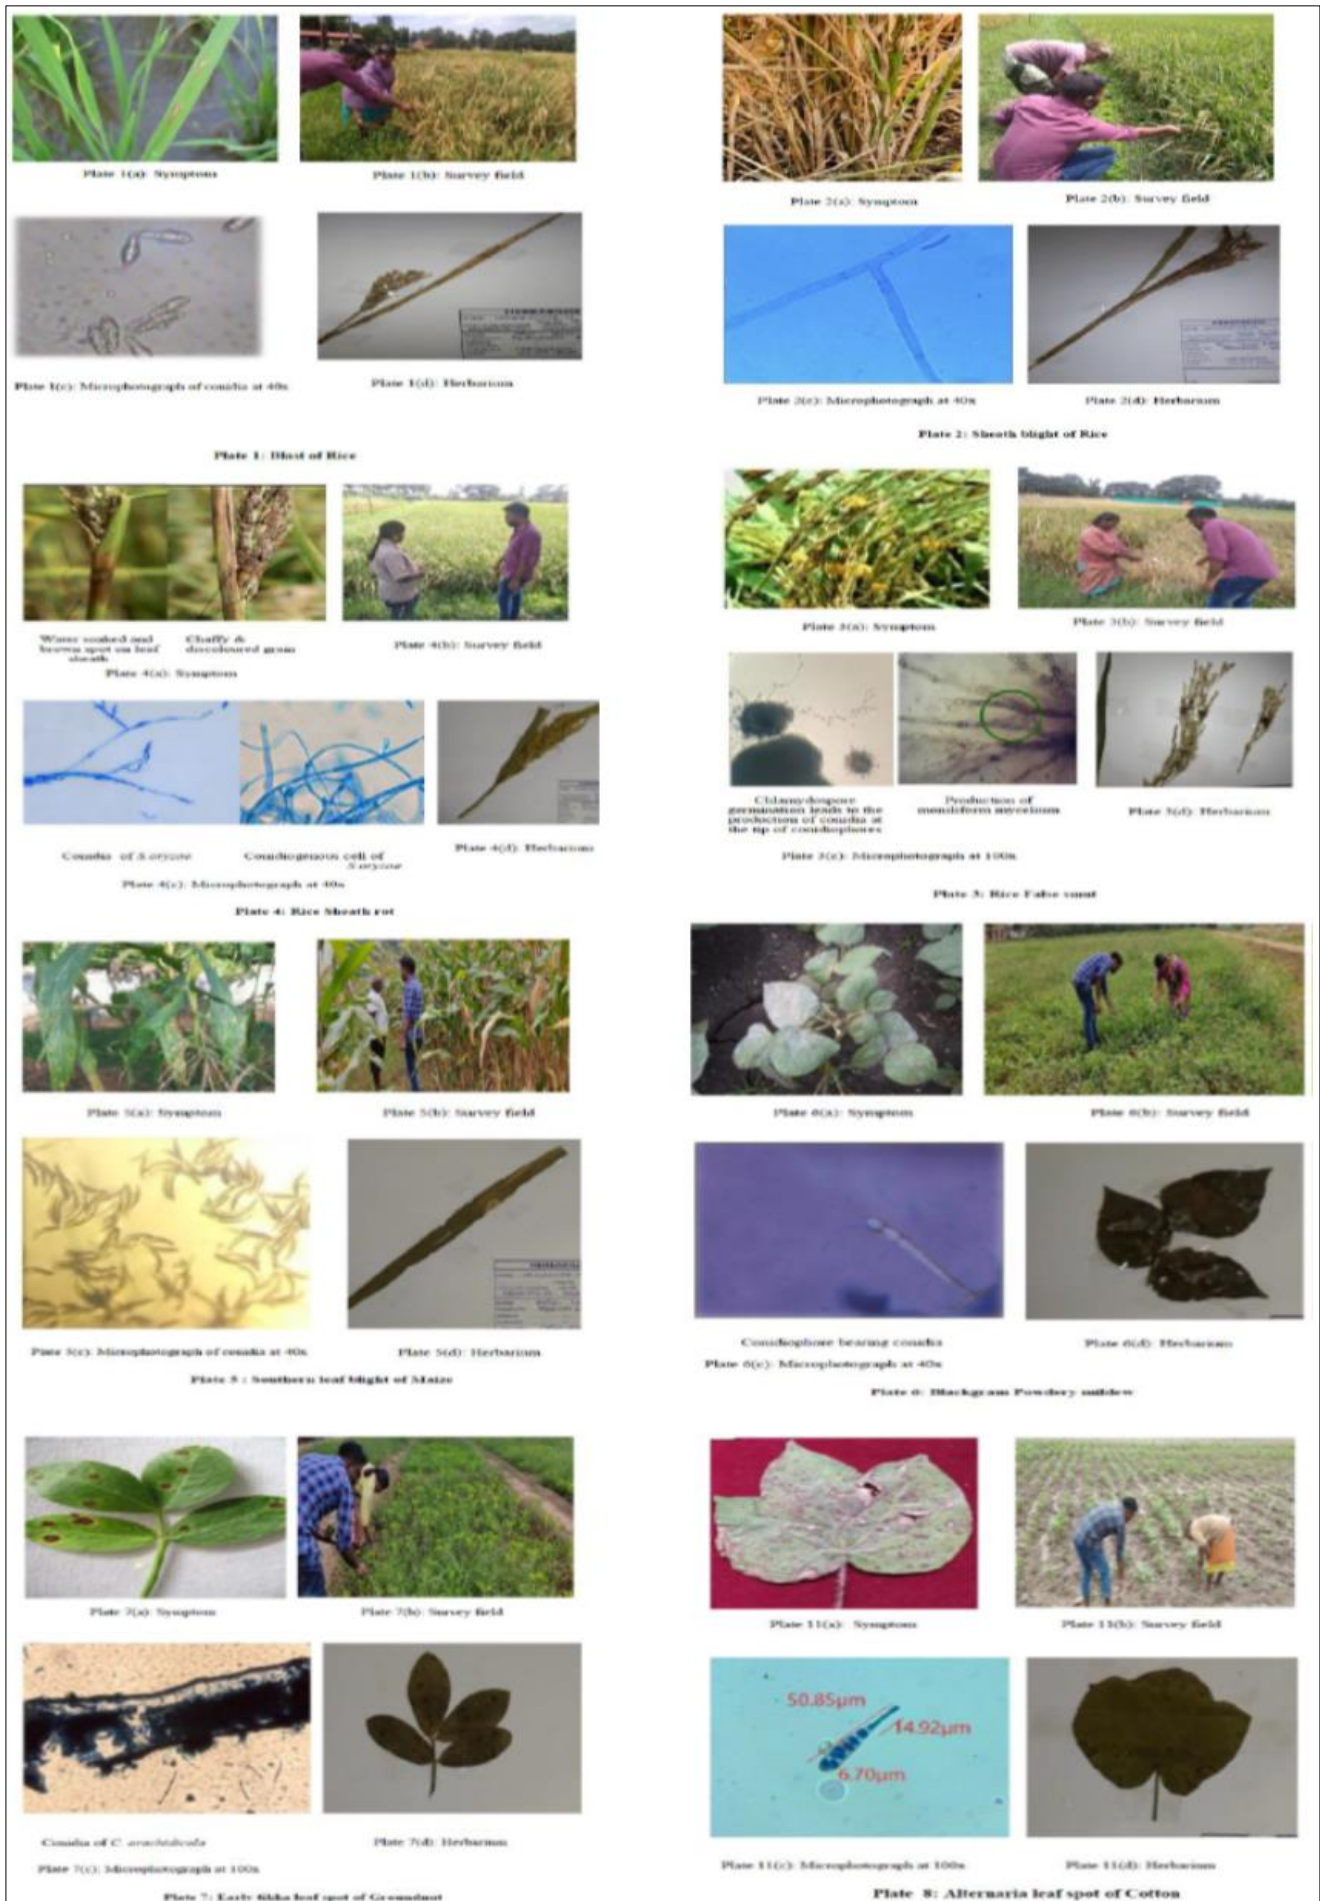 Plate 1(a): Symptom
Plate 1(b): Survey field
Plate 1(c): Microphotograph of conidia at 40x
Plate 1(d): Herbarium
Plate 1: Blast of Rice
Plate 2(a): Symptom
Plate 2(b): Survey field
Plate 2(c): Microphotograph at 40x
Plate 2(d): Herbarium
Plate 2: Sheath blight of Rice
Water soaked and
brown spot on leaf
sheath
Chaffy &
discoloured grain
Plate 4(a): Symptom
Plate 4(b): Survey field
Conidia of S oryzae
Conidiogenous cell of
S oryzae
Plate 4(c): Microphotograph at 40x
Plate 4(d): Herbarium
Plate 4: Rice Sheath rot
Plate 3(a): Symptom
Plate 3(b): Survey field
Chlamydospore
germination leads to the
production of conidia at
the tip of conidiophores
Production of
moniliform mycelium
Plate 3(c): Microphotograph at 100x
Plate 3(d): Herbarium
Plate 3: Rice False smut
Plate 5(a): Symptom
Plate 5(b): Survey field
Plate 5(c): Microphotograph of conidia at 40x
Plate 5(d): Herbarium
Plate 5 : Southern leaf blight of Maize
Plate 6(a): Symptom
Plate 6(b): Survey field
Conidiophore bearing conidia
Plate 6(c): Microphotograph at 40x
Plate 6(d): Herbarium
Plate 6: Blackgram Powdery mildew
Plate 7(a): Symptom
Plate 7(b): Survey field
Conidia of C. arachidicola
Plate 7(c): Microphotograph at 100x
Plate 7(d): Herbarium
Plate 7: Early tikka leaf spot of Groundnut
Plate 11(a): Symptom
Plate 11(b): Survey field
50.85µm
14.92µm
6.70µm
Plate 11(c): Microphotograph at 100x
Plate 11(d): Herbarium
Plate 8: Alternaria leaf spot of Cotton